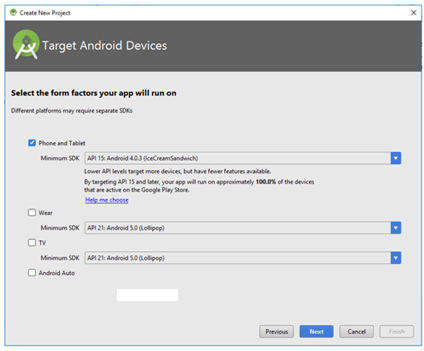 Create New Project
Target Android Devices
Select the form factors your app will run on
Different platforms may require separate SDKs
Phone and Tablet
Minimum SDK API 15: Android 4.0.3 (IceCreamSandwich)
Lower API levels target more devices, but have fewer features available.
By targeting API 15 and later, your app will run on approximately 100.0% of the devices
that are active on the Google Play Store.
Help me choose
Wear
Minimum SDK API 21: Android 5.0 (Lollipop)
TV
Minimum SDK API 21: Android 5.0 (Lollipop)
Android Auto
Previous Next Cancel Finish